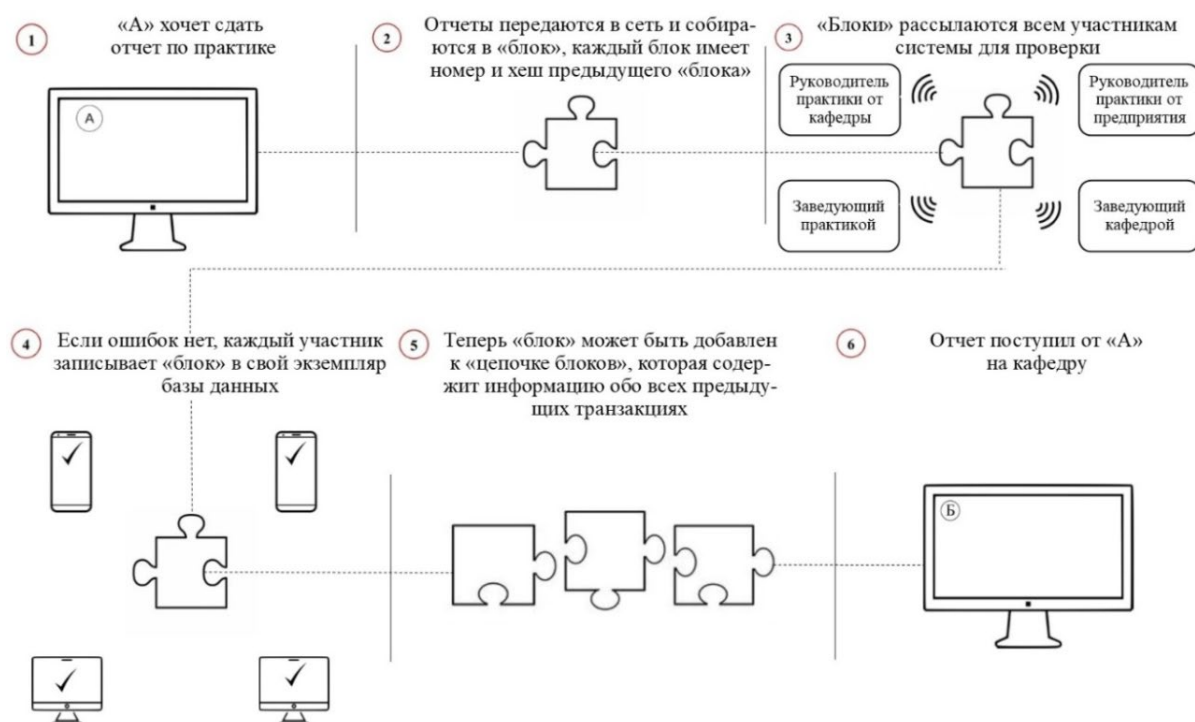 1
«А» хочет сдать
отчет по практике
А
2
Отчеты передаются в сеть и собира-
ются в «блок», каждый блок имеет
номер и хеш предыдущего «блока»
3
«Блоки» рассылаются всем участникам
системы для проверки
Руководитель
практики от
кафедры
Руководитель
практики от
предприятия
Заведующий
практикой
Заведующий
кафедрой
4
Если ошибок нет, каждый участник
записывает «блок» в свой экземпляр
базы данных
5
Теперь «блок» может быть добавлен
к «цепочке блоков», которая содер-
жит информацию обо всех предыду-
щих транзакциях
6
Отчет поступил от «А»
на кафедру
Б